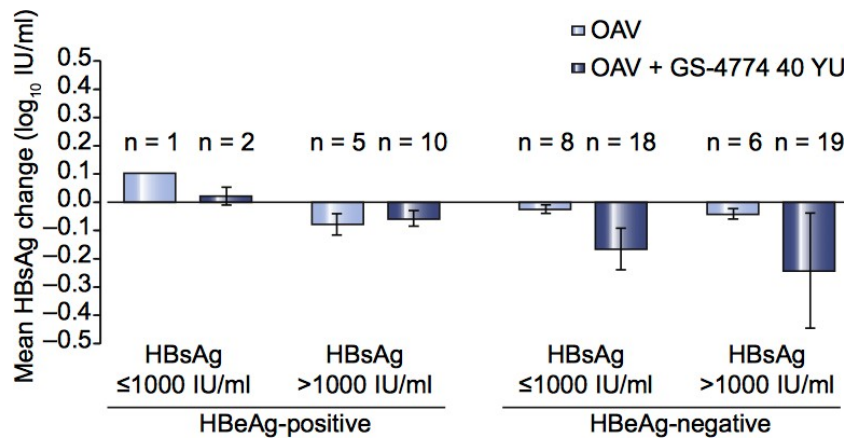 OAV
OAV + GS-4774 40 YU
Mean HBsAg change (log10 IU/ml)
0.5
0.4
0.3
0.2
0.1
0.0
–0.1
–0.2
–0.3
–0.4
–0.5
n = 1 n = 2 n = 5 n = 10 n = 8 n = 18 n = 6 n = 19
HBsAg HBsAg HBsAg HBsAg
≤1000 IU/ml >1000 IU/ml ≤1000 IU/ml >1000 IU/ml
HBeAg-positive HBeAg-negative